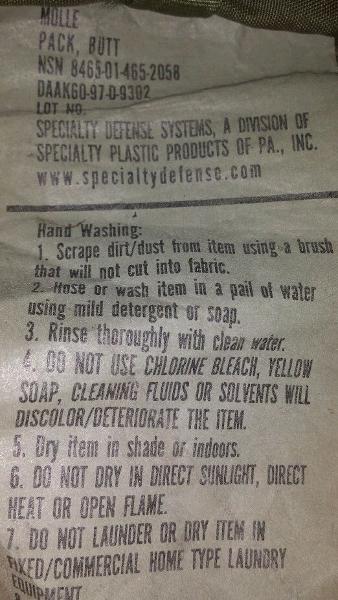 MOLLE
PACK, BUTT
NSN 8465-01-465-2058
DAAK60-97-D-9302
LOT NO.
SPECIALTY DEFENSE SYSTEMS, A DIVISION OF
SPECIALTY PLASTIC PRODUCTS OF PA., INC.
www.specialtydefense.com
Hand Washing:
1. Scrape dirt/dust from item using a brush
that will not cut into fabric.
2. Hose or wash item in a pail of water
using mild detergent or soap.
3. Rinse thoroughly with clean water.
4. DO NOT USE CHLORINE BLEACH, YELLOW
SOAP, CLEANING FLUIDS OR SOLVENTS WILL
DISCOLOR/DETERIORATE THE ITEM.
5. Dry item in shade or indoors.
6. DO NOT DRY IN DIRECT SUNLIGHT, DIRECT
HEAT OR OPEN FLAME.
7. DO NOT LAUNDER OR DRY ITEM IN
FIXED/COMMERCIAL HOME TYPE LAUNDRY
EQUIPMENT